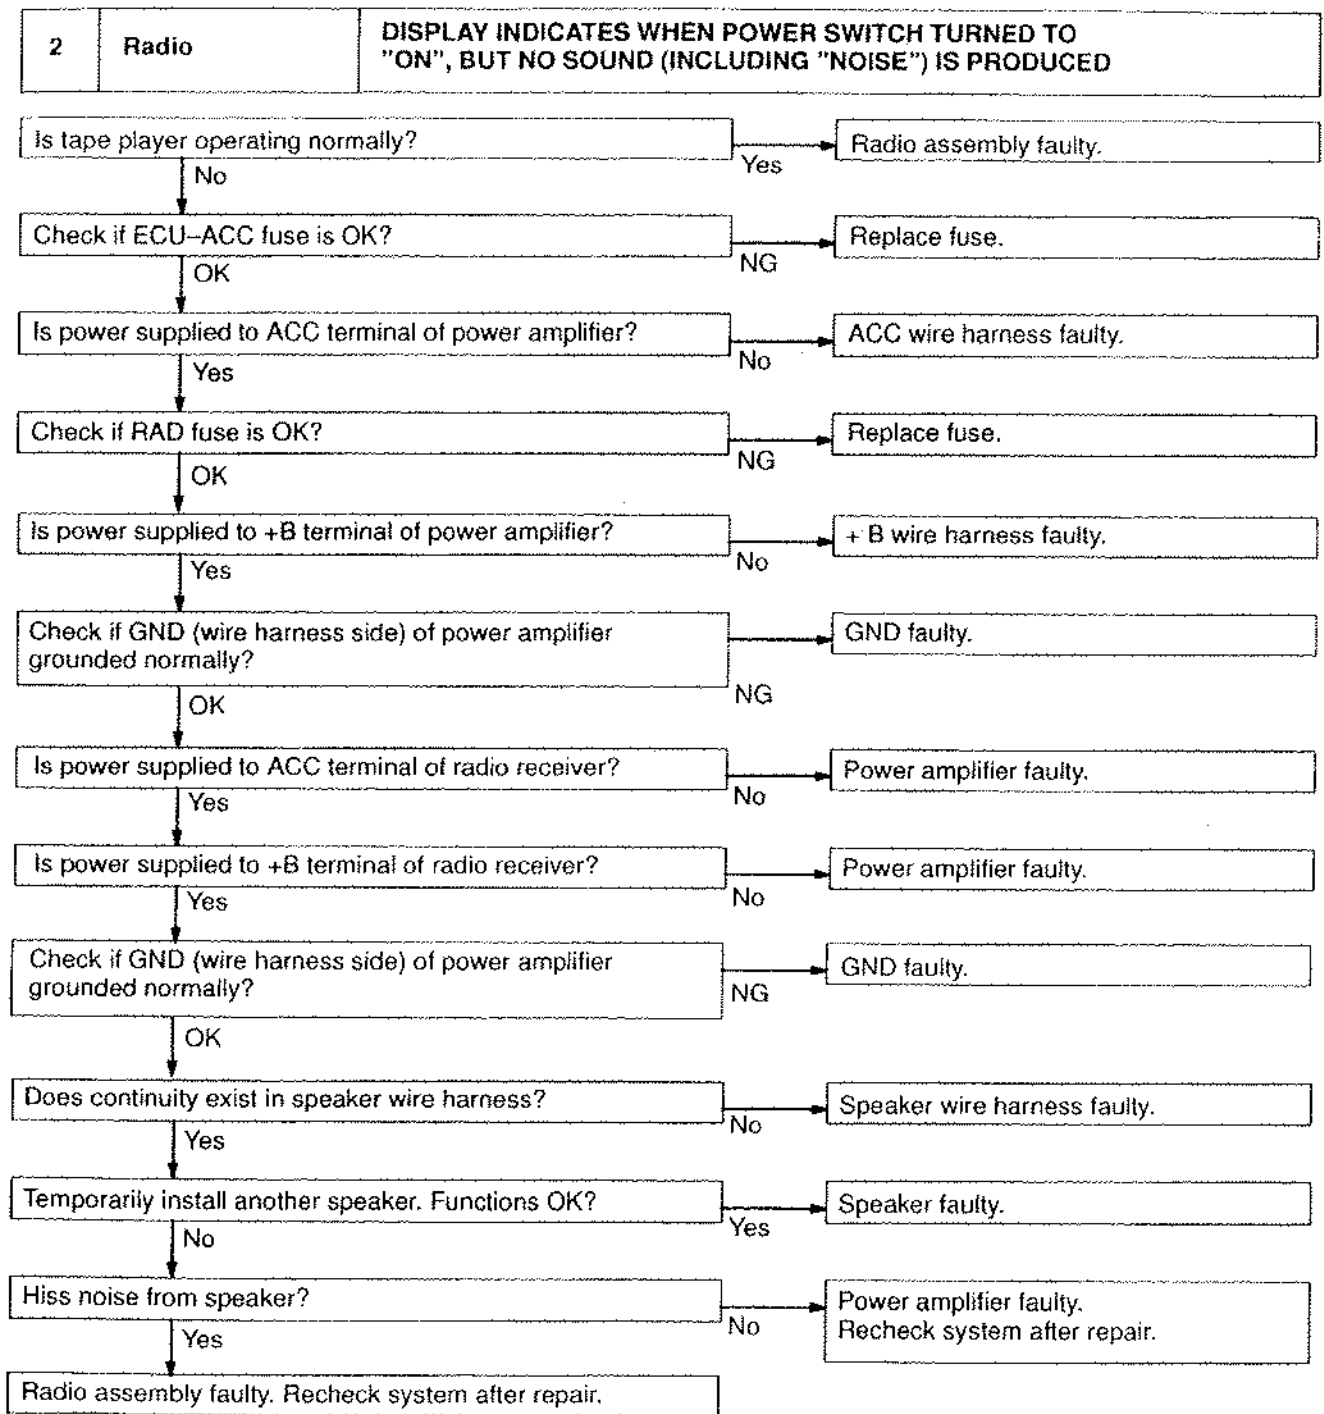 2
Radio
DISPLAY INDICATES WHEN POWER SWITCH TURNED TO
"ON", BUT NO SOUND (INCLUDING "NOISE") IS PRODUCED
Is tape player operating normally?
Yes
Radio assembly faulty.
No
Check if ECU–ACC fuse is OK?
NG
Replace fuse.
OK
Is power supplied to ACC terminal of power amplifier?
No
ACC wire harness faulty.
Yes
Check if RAD fuse is OK?
NG
Replace fuse.
OK
Is power supplied to +B terminal of power amplifier?
No
+ B wire harness faulty.
Yes
Check if GND (wire harness side) of power amplifier
grounded normally?
NG
GND faulty.
OK
Is power supplied to ACC terminal of radio receiver?
No
Power amplifier faulty.
Yes
Is power supplied to +B terminal of radio receiver?
No
Power amplifier faulty.
Yes
Check if GND (wire harness side) of power amplifier
grounded normally?
NG
GND faulty.
OK
Does continuity exist in speaker wire harness?
No
Speaker wire harness faulty.
Yes
Temporarily install another speaker. Functions OK?
Yes
Speaker faulty.
No
Hiss noise from speaker?
No
Power amplifier faulty.
Recheck system after repair.
Yes
Radio assembly faulty. Recheck system after repair.